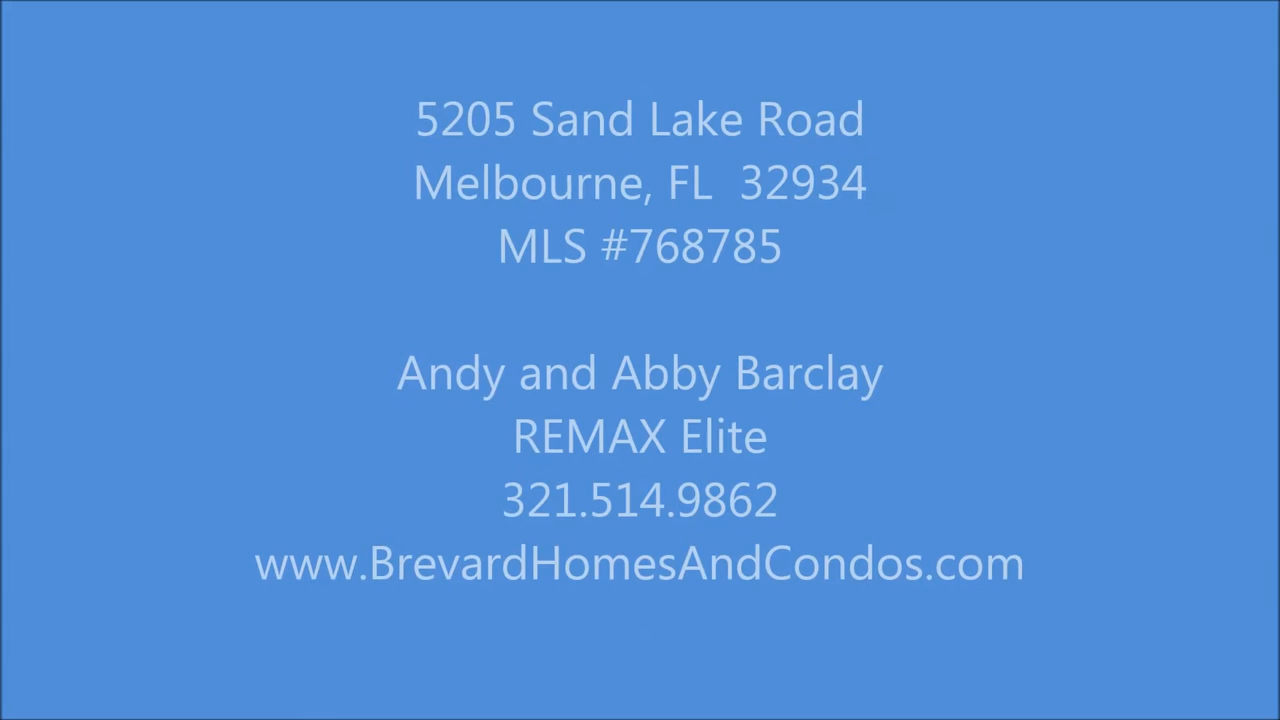 5205 Sand Lake Road
Melbourne, FL  32934
MLS #768785
Andy and Abby Barclay
REMAX Elite
321.514.9862
www.BrevardHomesAndCondos.com